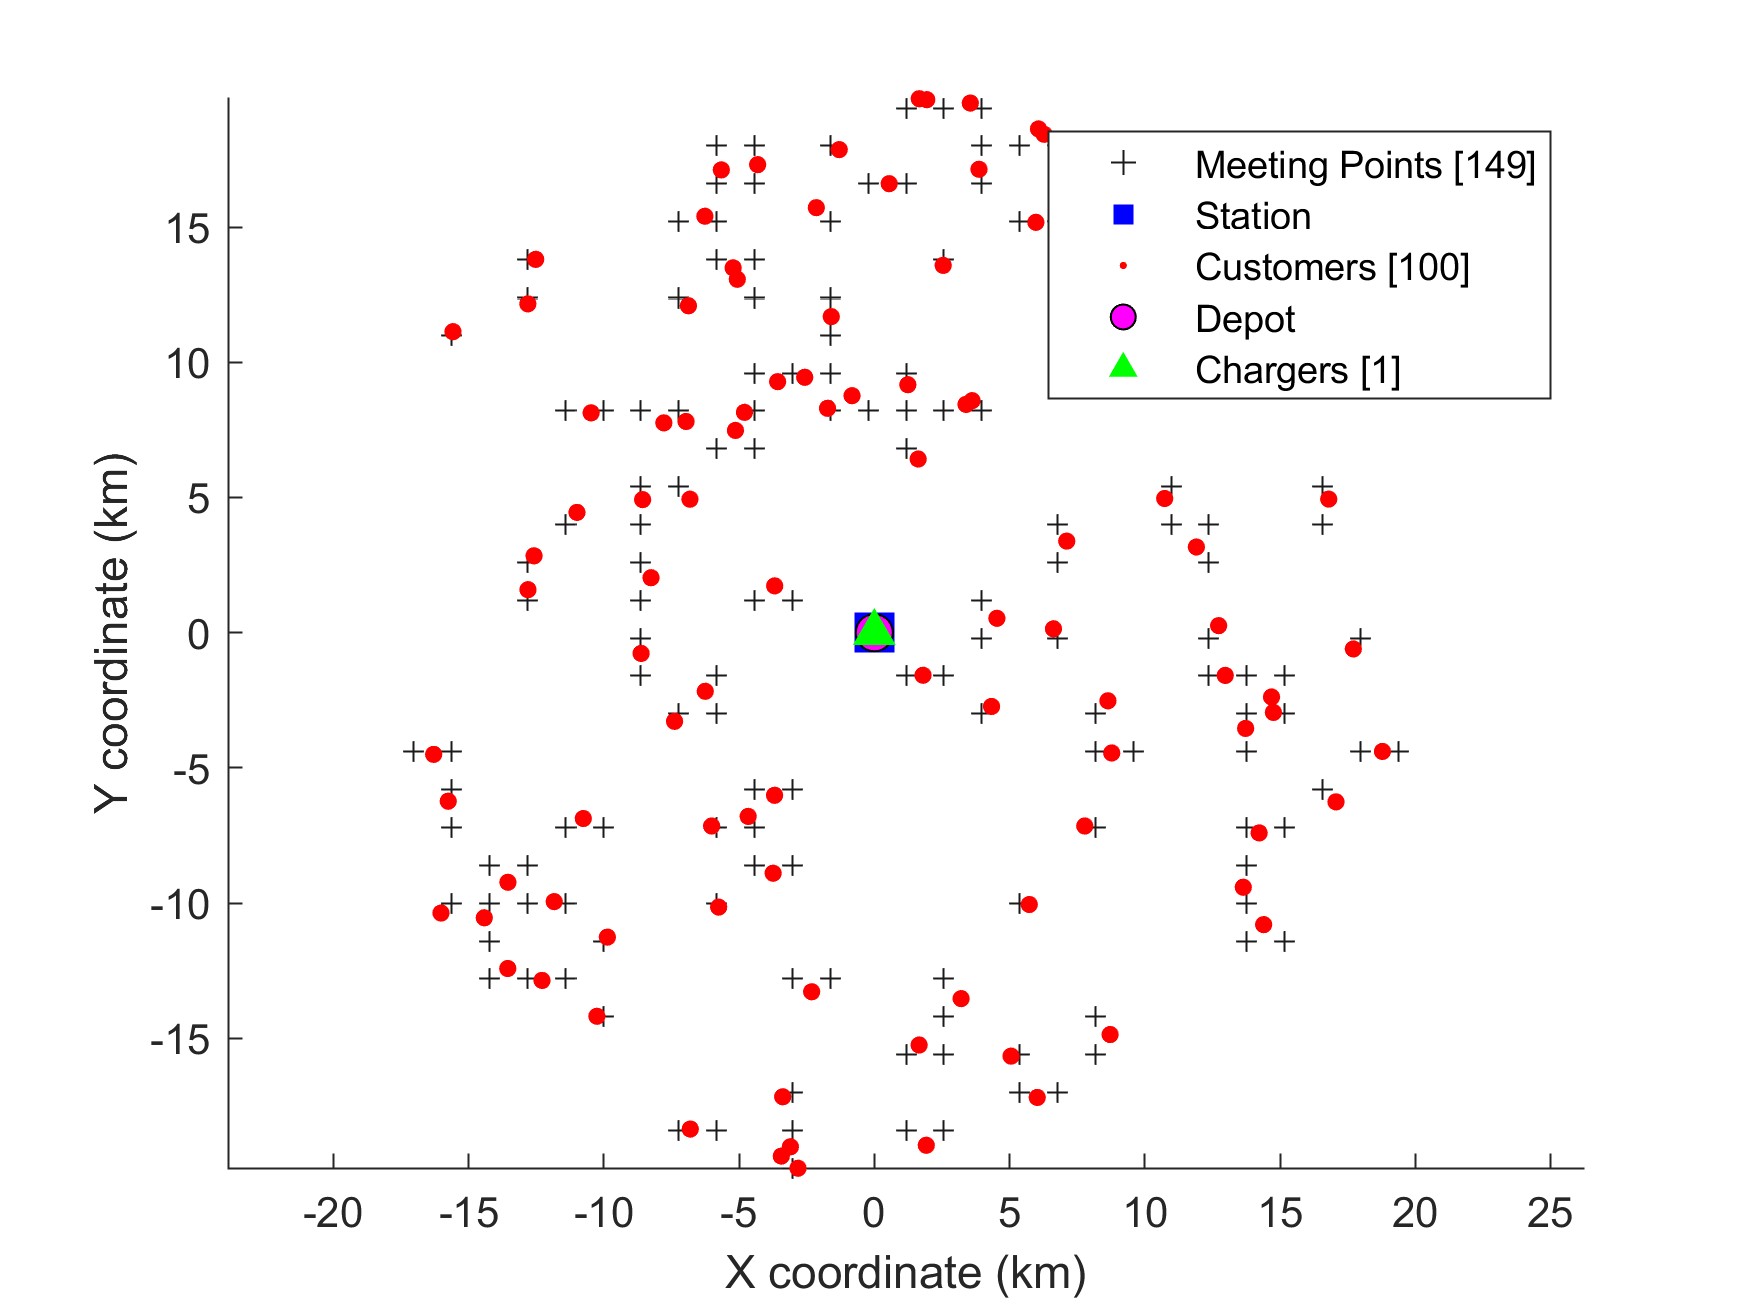 Meeting Points [149]
Station
Customers [100]
Depot
Chargers [1]
15
10
5
0
-5
-10
-15
Y coordinate (km)
-20 -15 -10 -5 0 5 10 15 20 25
X coordinate (km)